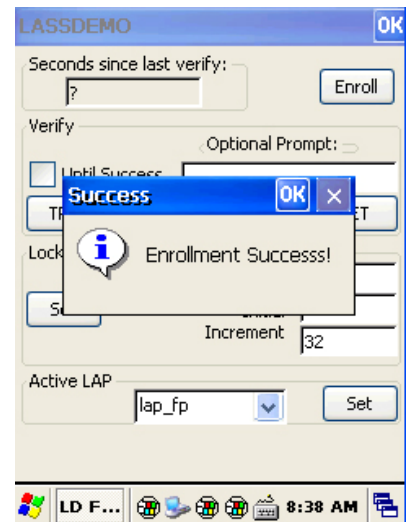 LASSDEMO OK
Seconds since last verify:
? Enroll
Verify
Optional Prompt:
Until Success
Success OK
Enrollment Successs!
Lock
Increment 32
Active LAP
lap_fp Set
LD F... 8:38 AM